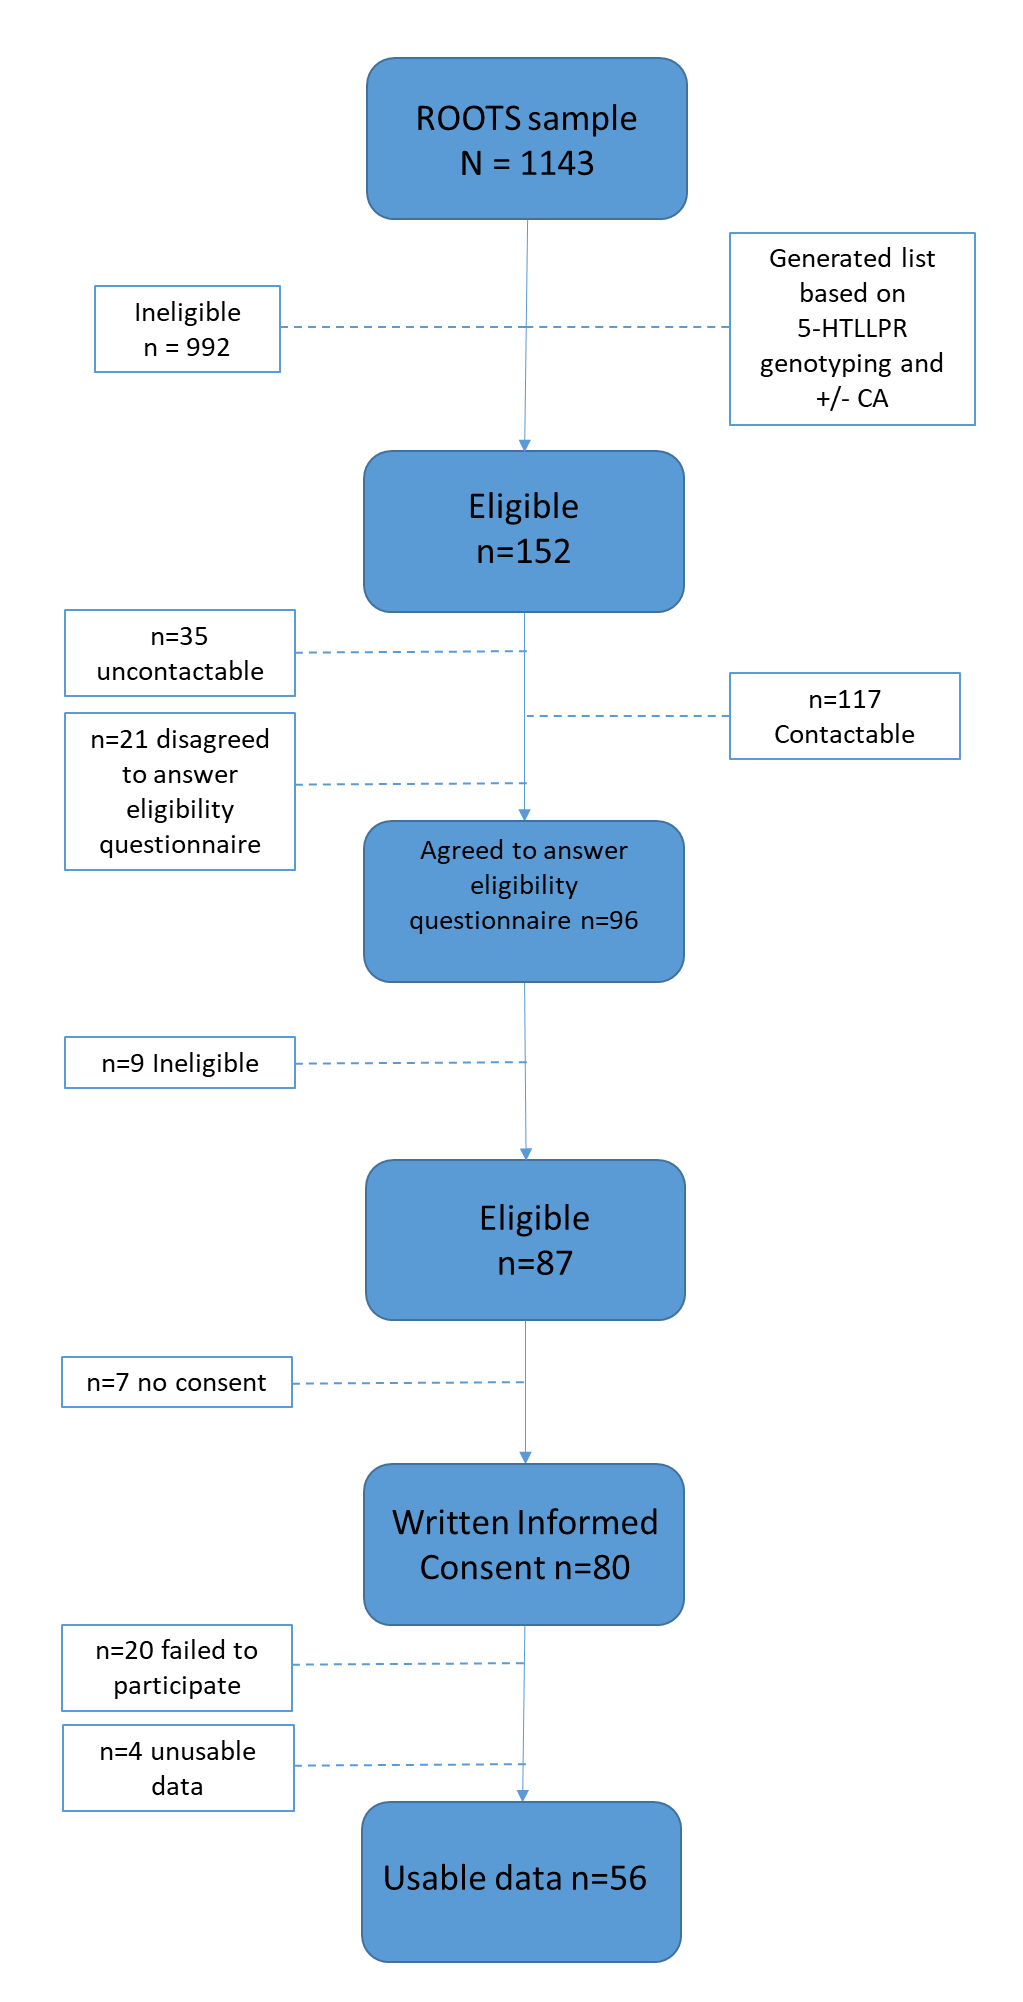 ROOTS sample
N = 1143
Ineligible
n = 992
Generated list
based on
5-HTLLPR
genotyping and
+/- CA
Eligible
n=152
n=35
uncontactable
n=117
Contactable
n=21 disagreed
to answer
eligibility
questionnaire
Agreed to answer
eligibility
questionnaire n=96
n=9 Ineligible
Eligible
n=87
n=7 no consent
Written Informed
Consent n=80
n=20 failed to
participate
n=4 unusable
data
Usable data n=56